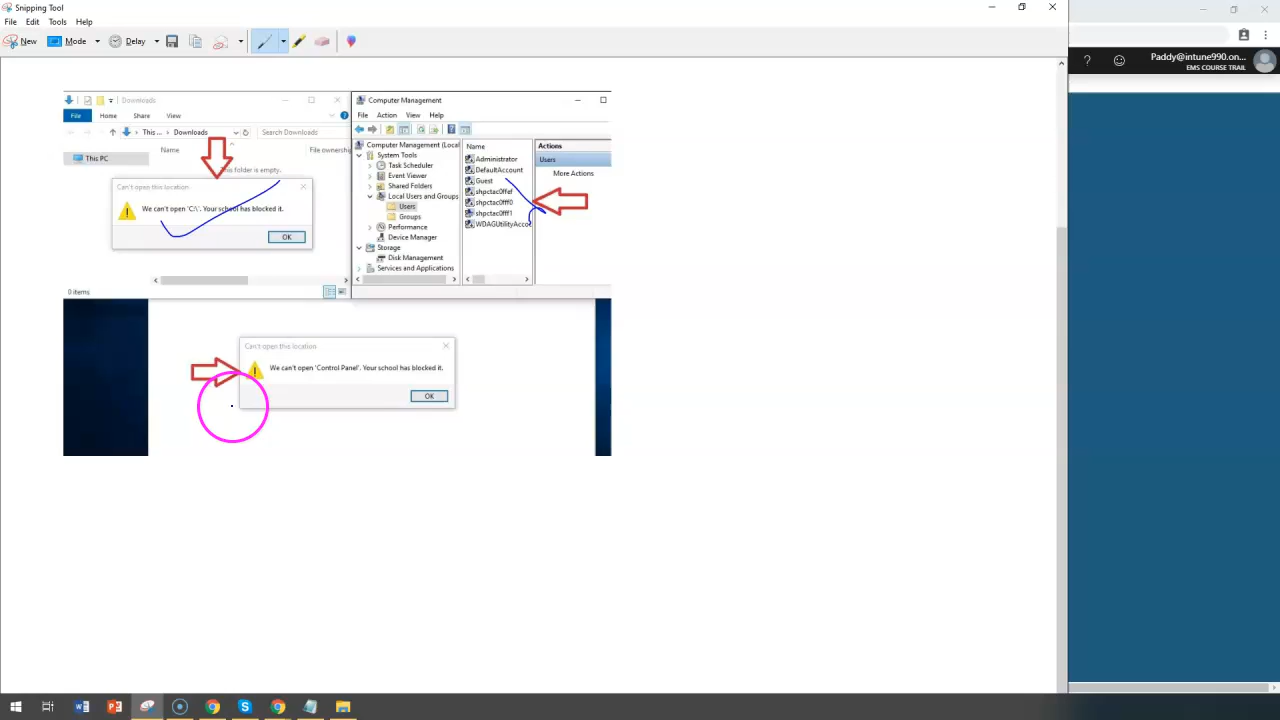 Snipping Tool
File Edit Tools Help
New Mode Delay
Paddy@intune990.on...
EMS COURSE TRAIL
Downloads
File Home Share View
This ... Downloads Search Downloads
Name File ownership
This PC
This folder is empty.
Can't open this location
We can't open 'C:\'. Your school has blocked it.
OK
0 items
Computer Management
File Action View Help
Computer Management (Local
System Tools
Task Scheduler
Event Viewer
Shared Folders
Local Users and Groups
Users
Groups
Performance
Device Manager
Storage
Disk Management
Services and Applications
Name
Administrator
DefaultAccount
Guest
shpctac0ffef
shpctac0fff0
shpctac0fff1
WDAGUtilityAcco
Actions
Users
More Actions
Can't open this location
We can't open 'Control Panel'. Your school has blocked it.
OK